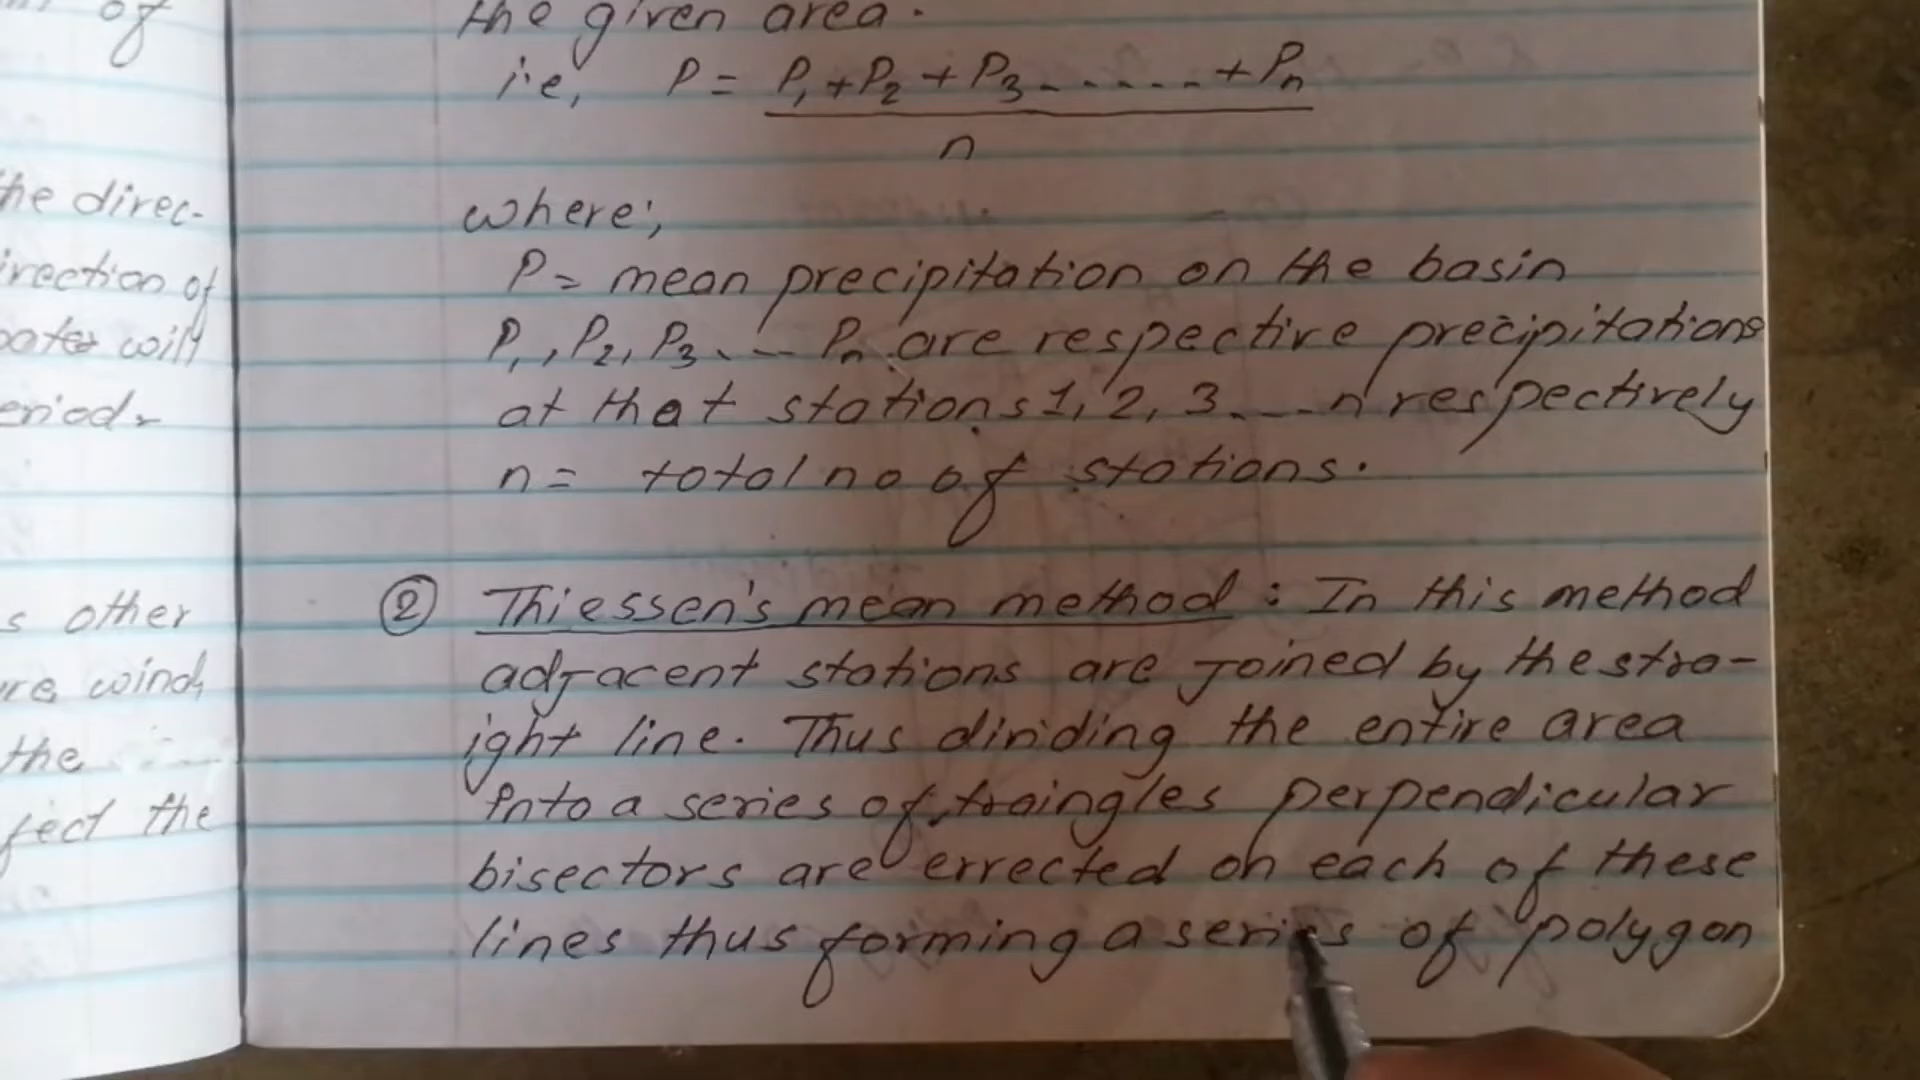 of
the direc-
irection of
will
eriod
s other
re wind
the
fect the
the given area.
i.e, P = P1 + P2 + P3 ...... + Pn
n
where;
P = mean precipitation on the basin
P1, P2, P3 ... Pn are respective precipitations
at that stations 1, 2, 3 .... n respectively
n = total no of stations.
② Thiessen's mean method : In this method
adjacent stations are joined by the stra-
ight line. Thus dividing the entire area
into a series of traingles perpendicular
bisectors are errected on each of these
lines thus forming a series of polygon